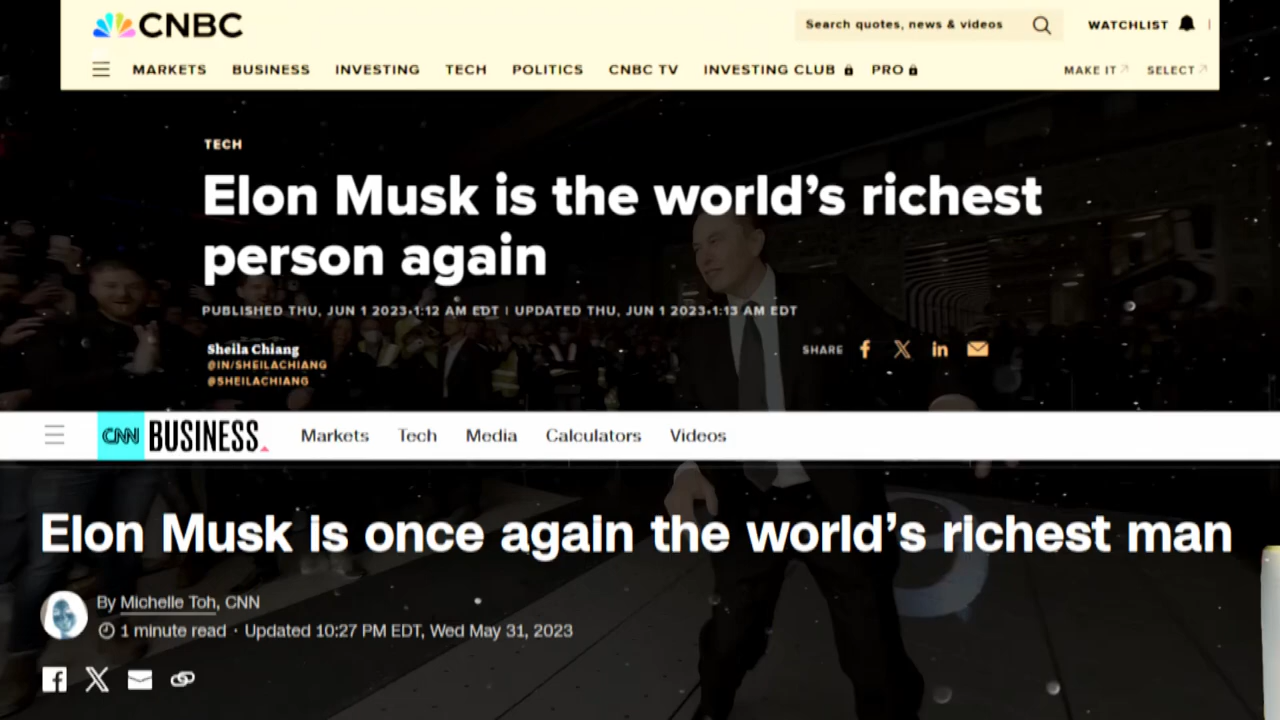 CNBC
Search quotes, news & videos
WATCHLIST
MARKETS BUSINESS INVESTING TECH POLITICS CNBC TV INVESTING CLUB PRO MAKE IT SELECT
TECH
Elon Musk is the world’s richest
person again
PUBLISHED THU, JUN 1 2023•1:12 AM EDT | UPDATED THU, JUN 1 2023•1:13 AM EDT
Sheila Chiang
@IN/SHEILACHIANG
@SHEILACHIANG
SHARE
CNN BUSINESS
Markets Tech Media Calculators Videos
Elon Musk is once again the world’s richest man
By Michelle Toh, CNN
1 minute read · Updated 10:27 PM EDT, Wed May 31, 2023